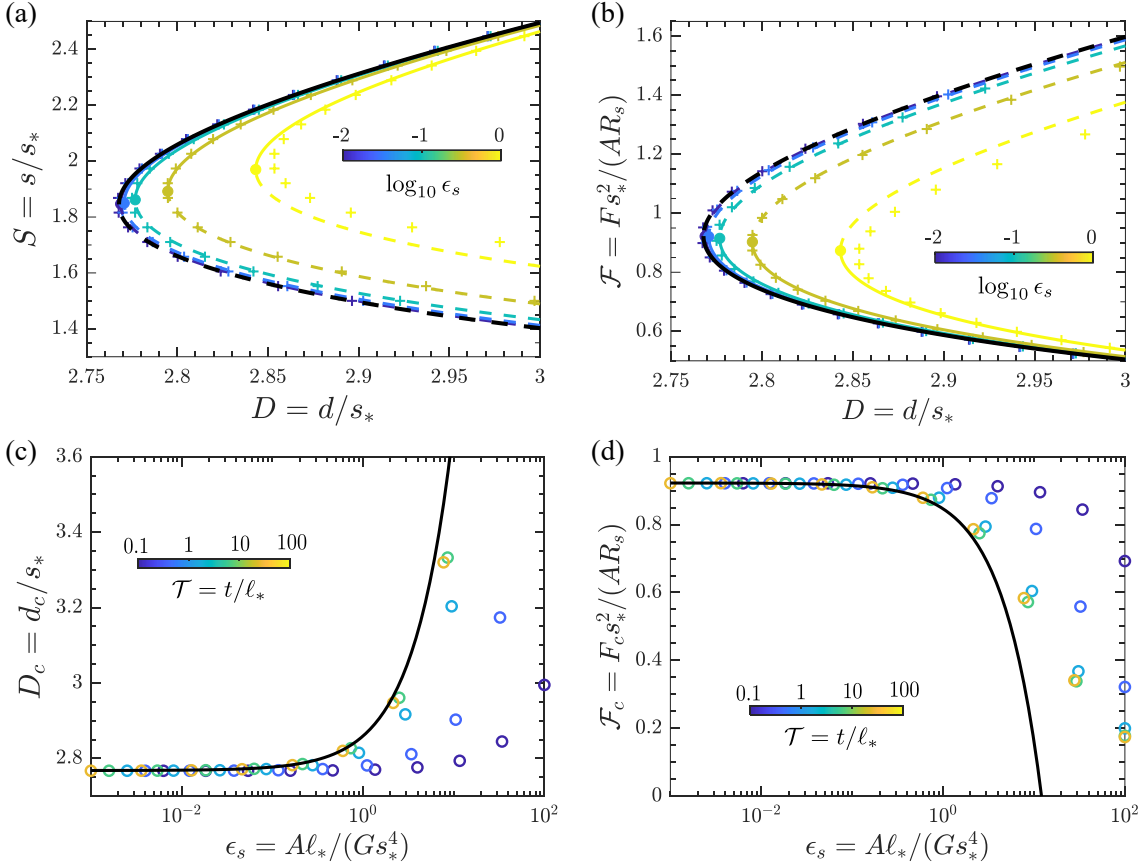 (a)
S = s/s*
2.4
2.2
2
1.8
1.6
1.4
-2 -1 0
log10 ϵs
2.75 2.8 2.85 2.9 2.95 3
D = d/s*
(b)
ℱ = Fs*²/(ARs)
1.6
1.4
1.2
1
0.8
0.6
-2 -1 0
log10 ϵs
2.75 2.8 2.85 2.9 2.95 3
D = d/s*
(c)
Dc = dc/s*
3.6
3.4
3.2
3
2.8
0.1 1 10 100
𝒯 = t/ℓ*
10⁻² 10⁰ 10²
ϵs = Aℓ*/(Gs*⁴)
(d)
ℱc = Fcs*²/(ARs)
1
0.8
0.6
0.4
0.2
0
0.1 1 10 100
𝒯 = t/ℓ*
10⁻² 10⁰ 10²
ϵs = Aℓ*/(Gs*⁴)